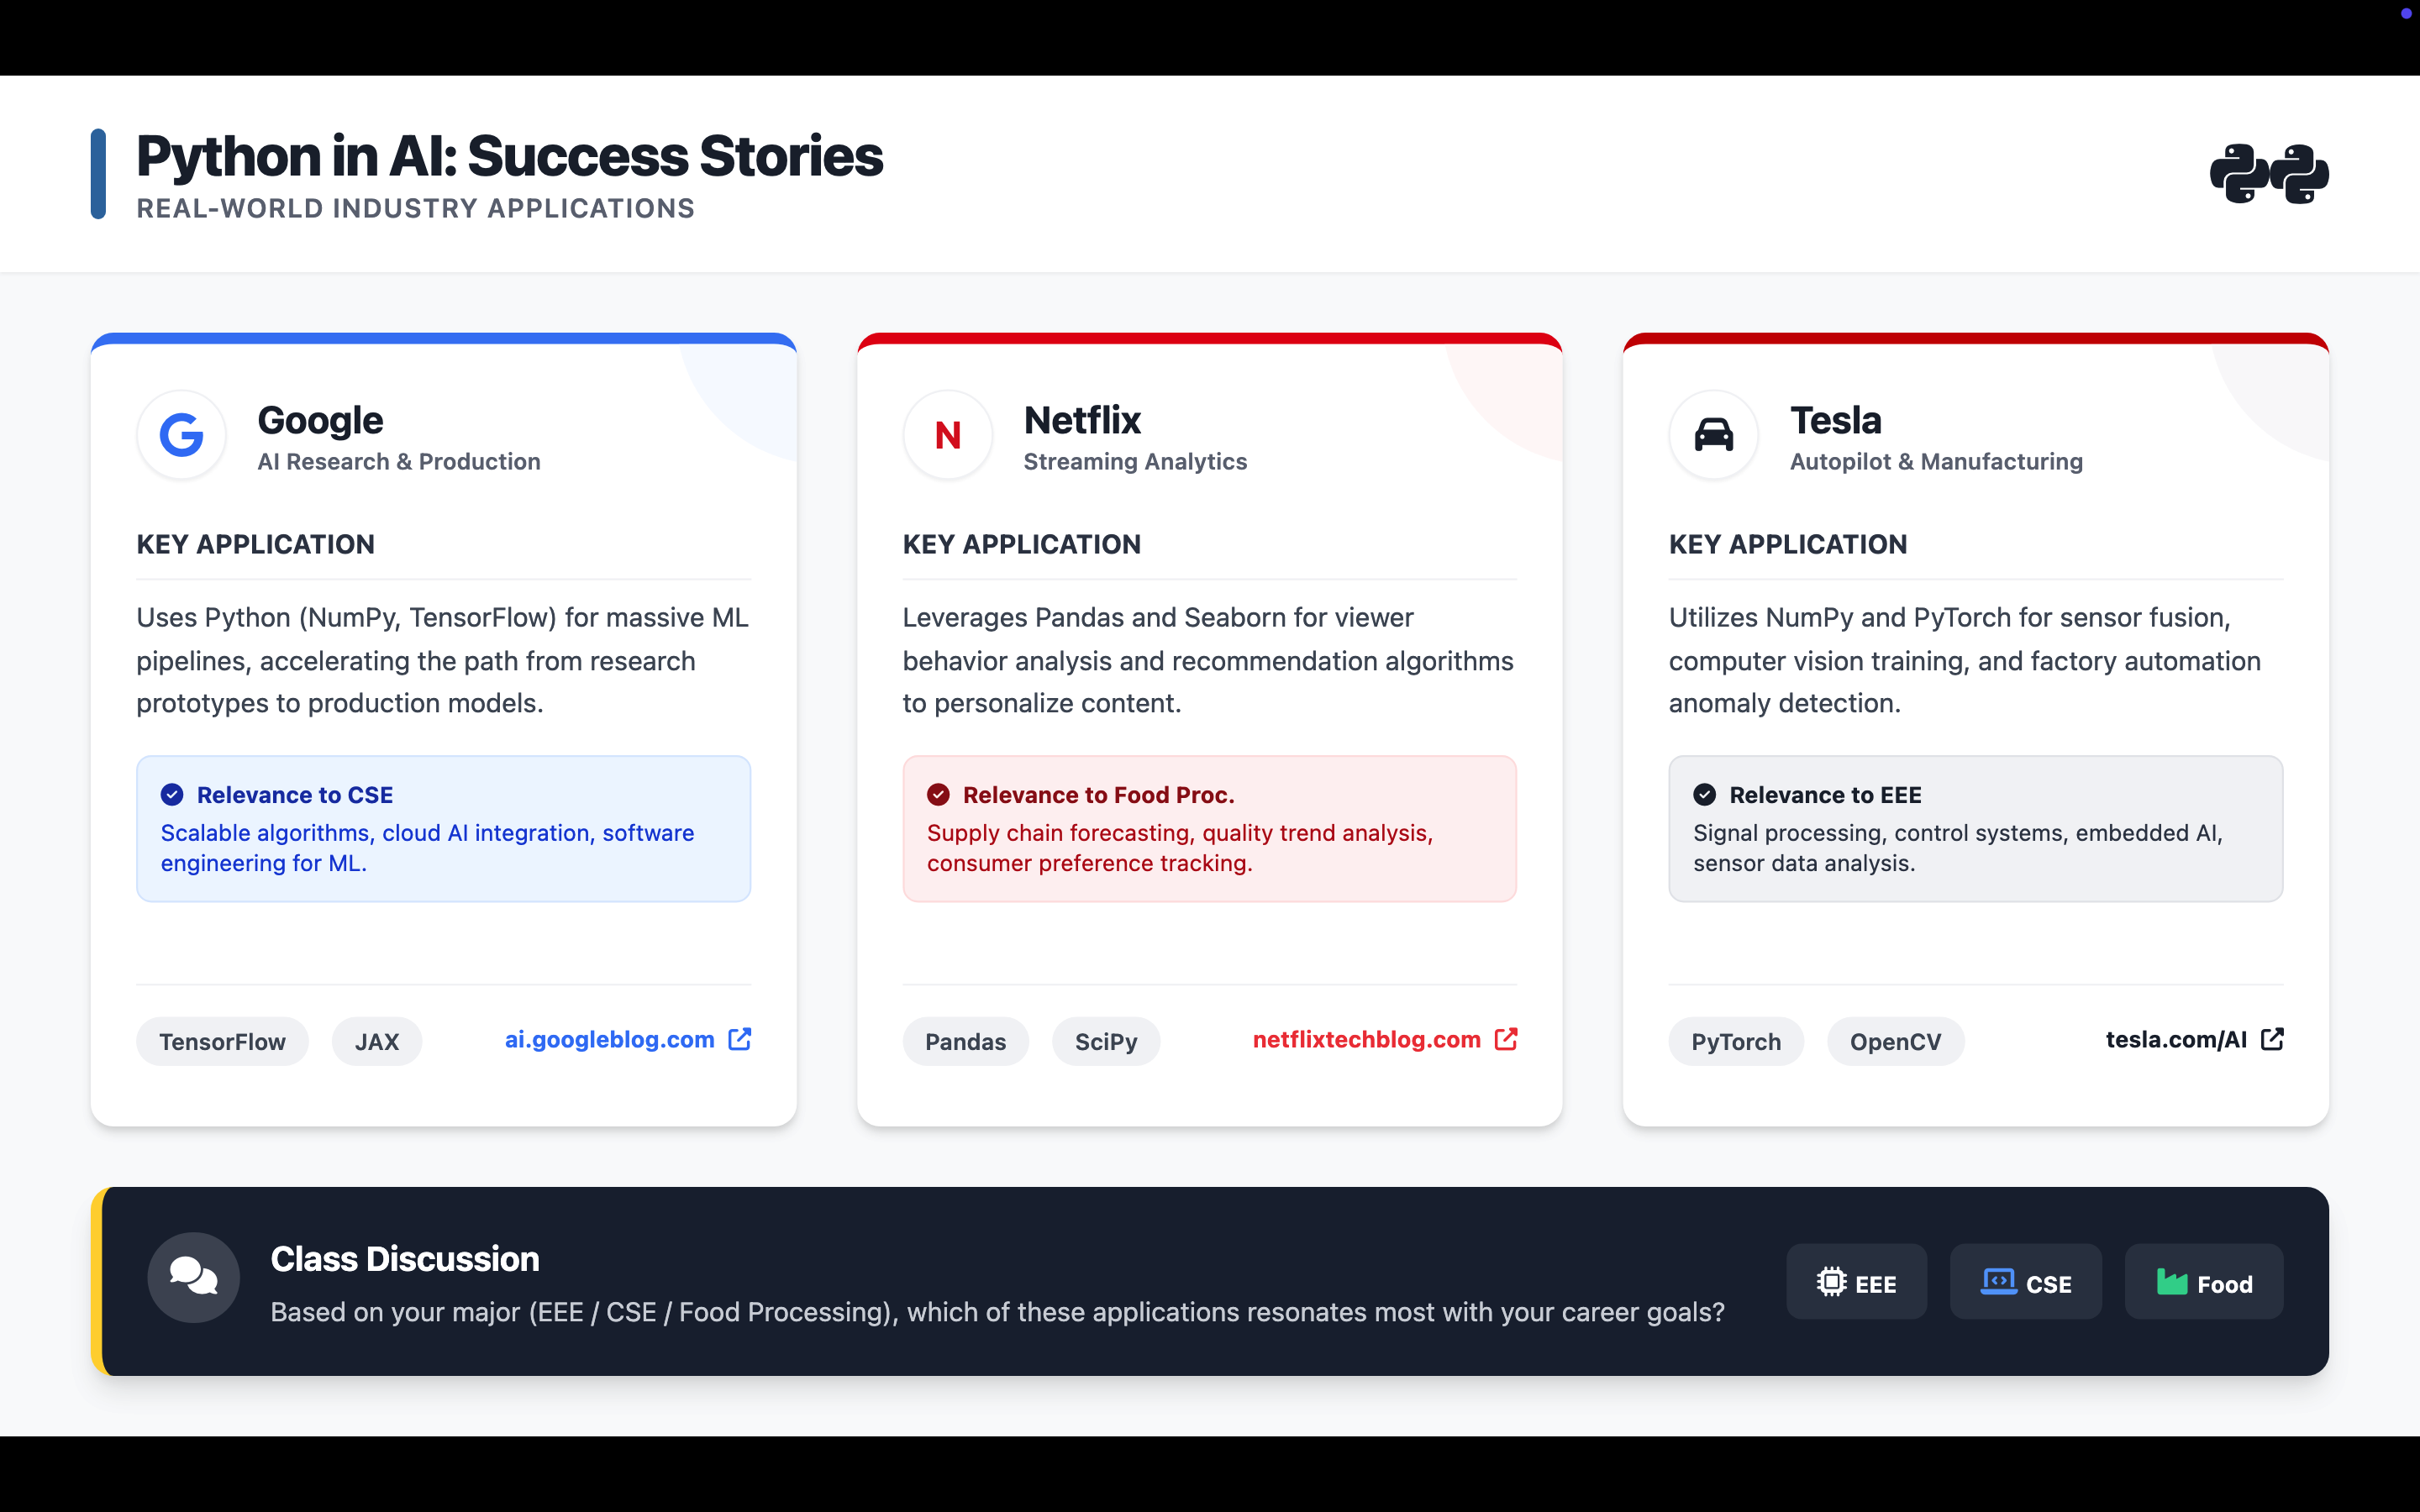 Python in AI: Success Stories
REAL-WORLD INDUSTRY APPLICATIONS
Google
AI Research & Production
KEY APPLICATION
Uses Python (NumPy, TensorFlow) for massive ML
pipelines, accelerating the path from research
prototypes to production models.
Relevance to CSE
Scalable algorithms, cloud AI integration, software
engineering for ML.
TensorFlow
JAX
ai.googleblog.com
N
Netflix
Streaming Analytics
KEY APPLICATION
Leverages Pandas and Seaborn for viewer
behavior analysis and recommendation algorithms
to personalize content.
Relevance to Food Proc.
Supply chain forecasting, quality trend analysis,
consumer preference tracking.
Pandas
SciPy
netflixtechblog.com
Tesla
Autopilot & Manufacturing
KEY APPLICATION
Utilizes NumPy and PyTorch for sensor fusion,
computer vision training, and factory automation
anomaly detection.
Relevance to EEE
Signal processing, control systems, embedded AI,
sensor data analysis.
PyTorch
OpenCV
tesla.com/AI
Class Discussion
Based on your major (EEE / CSE / Food Processing), which of these applications resonates most with your career goals?
EEE
CSE
Food